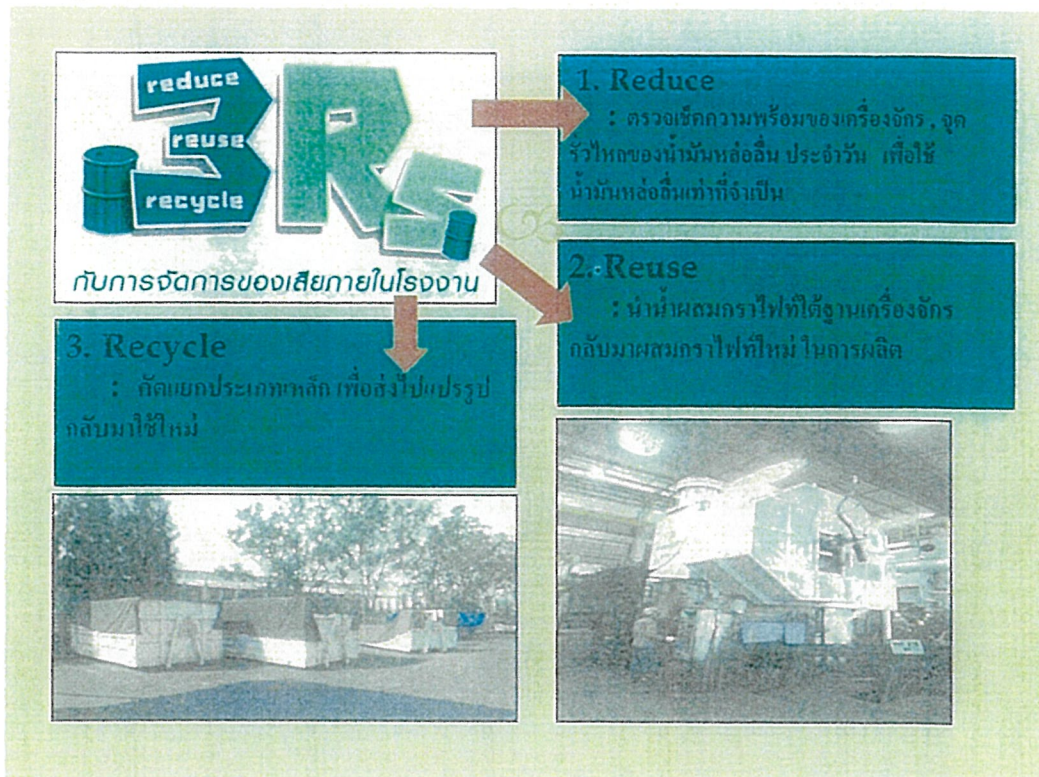 reduce
reuse
recycle
3Rs
กับการจัดการของเสียภายในโรงงาน
1. Reduce
: ตรวจเช็คความพร้อมของเครื่องจักร , จุด
รั่วไหลของน้ำมันหล่อลื่น ประจำวัน เพื่อใช้
น้ำมันหล่อลื่นเท่าที่จำเป็น
2. Reuse
: นำน้ำผสมกราไฟท์ใต้ฐานเครื่องจักร
กลับมาผสมกราไฟท์ใหม่ ในการผลิต
3. Recycle
: คัดแยกประเภทเหล็ก เพื่อส่งไปแปรรูป
กลับมาใช้ใหม่